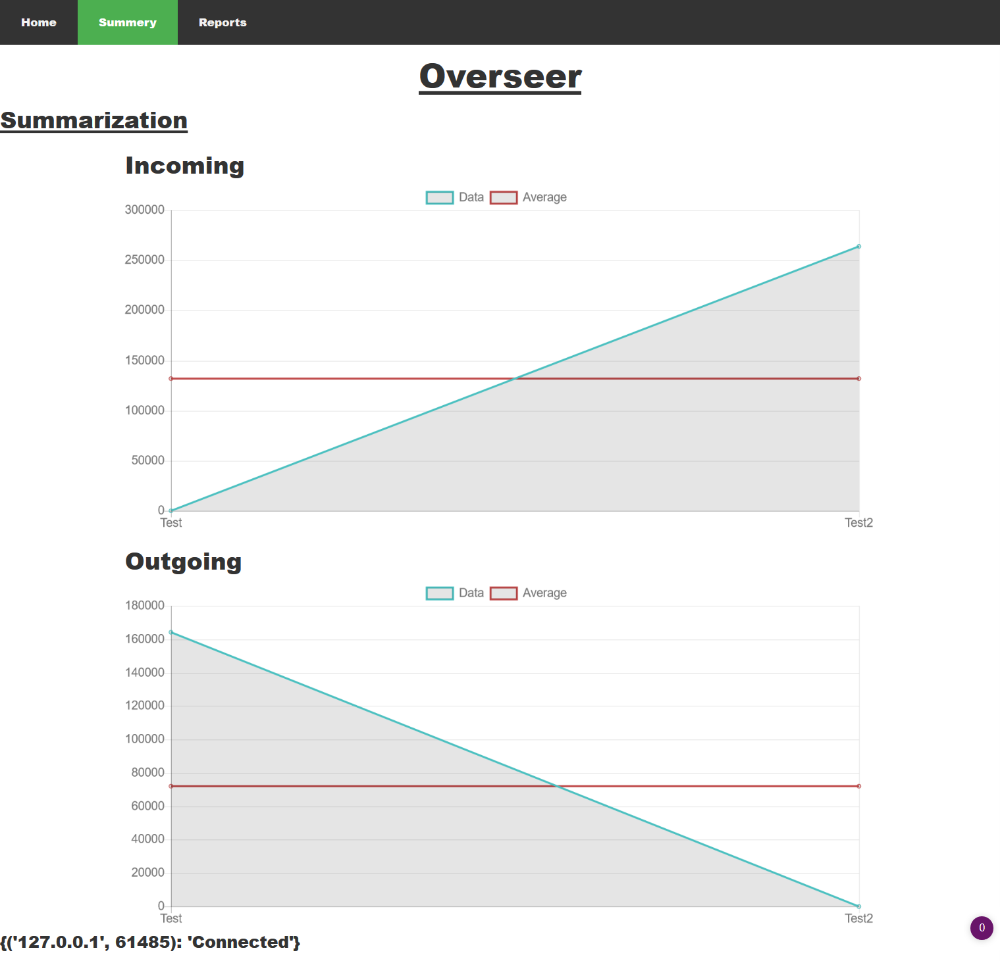 Home Summery Reports
Overseer
Summarization
Incoming
Data Average
300000
250000
200000
150000
100000
50000
0
Test Test2
Outgoing
Data Average
180000
160000
140000
120000
100000
80000
60000
40000
20000
0
Test Test2
0
{('127.0.0.1', 61485): 'Connected'}